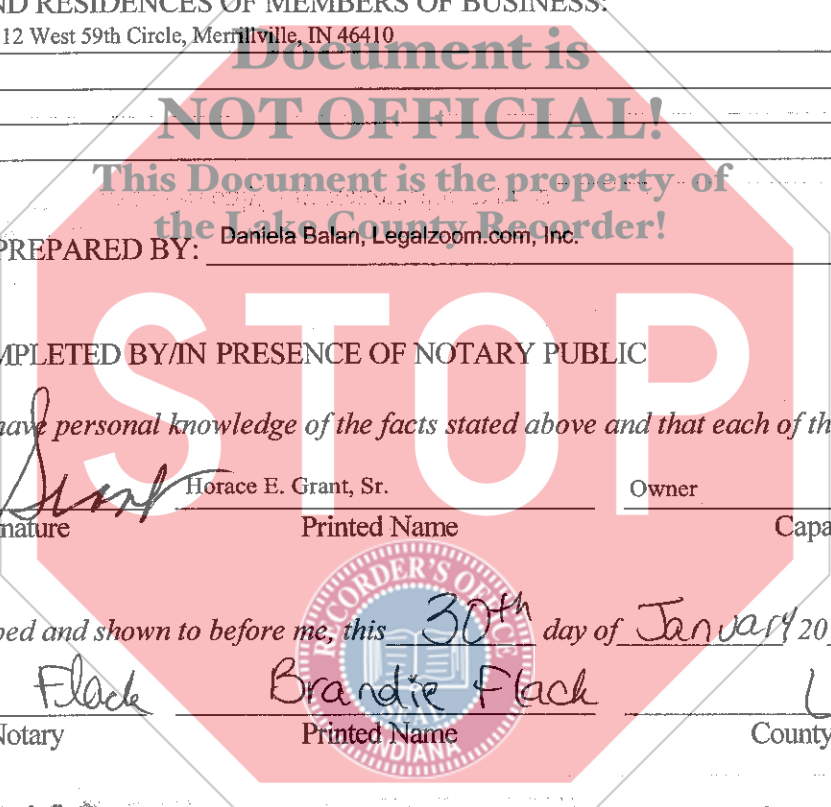 ND RESIDENCES OF MEMBERS OF BUSINESS:
12 West 59th Circle, Merrillville, IN 46410
Document is
NOT OFFICIAL!
This Document is the property of
the Lake County Recorder!
PREPARED BY: Daniela Balan, Legalzoom.com, Inc.
STOP
MPLETED BY/IN PRESENCE OF NOTARY PUBLIC
have personal knowledge of the facts stated above and that each of th
Horace E. Grant, Sr. Owner
nature Printed Name Capa
RECORDER'S OFFICE
bed and shown to before me, this 30th day of January 20
Flack Brandie Flack L
SEAL
Notary Printed Name County
INDIANA